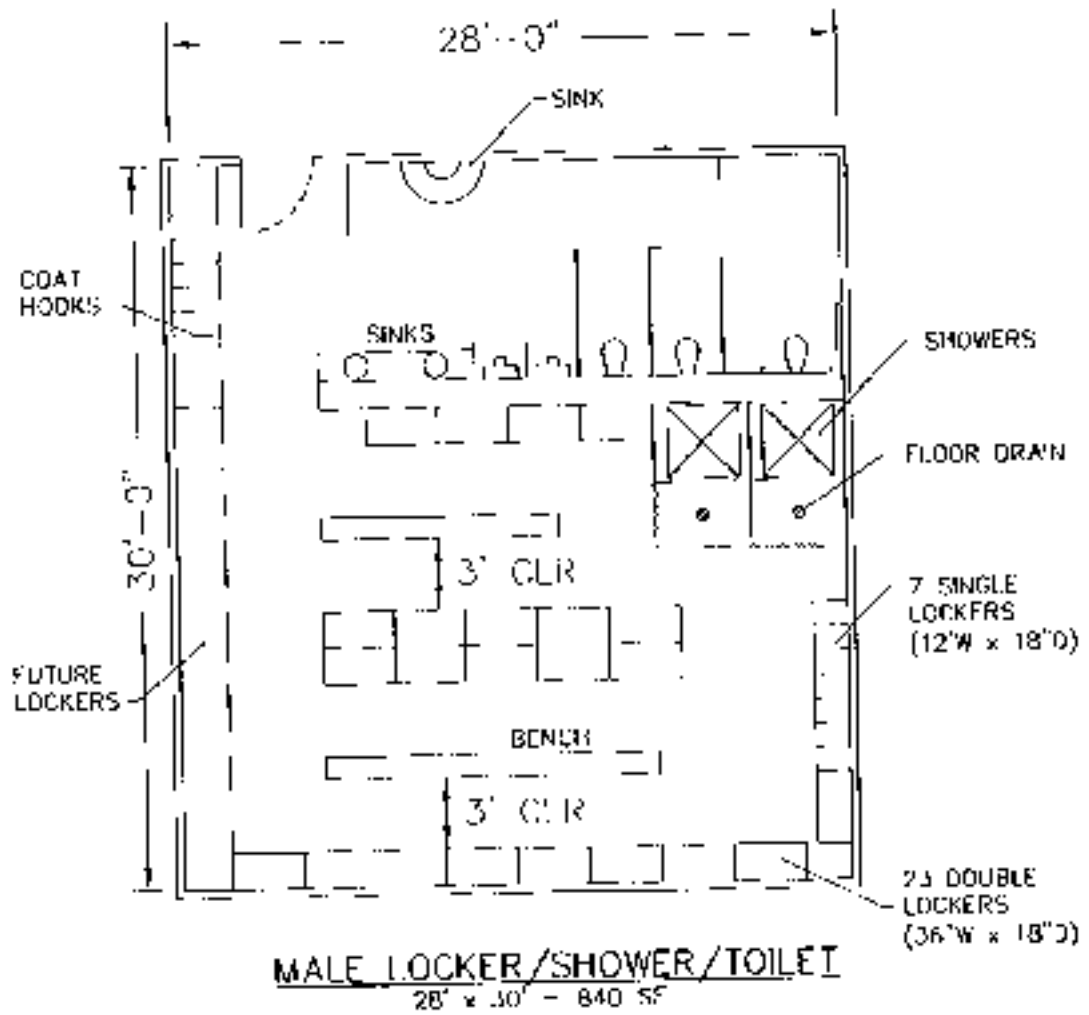 28'-0"
SINK
COAT
HOOKS
SINKS
SHOWERS
FLOOR DRAIN
30'-0"
3' CLR
7 SINGLE
LOCKERS
(12"W x 18"D)
FUTURE
LOCKERS
BENCH
3' CLR
DOUBLE
LOCKERS
(36"W x 18"D)
MALE LOCKER/SHOWER/TOILET
28' x 30' - 840 SF